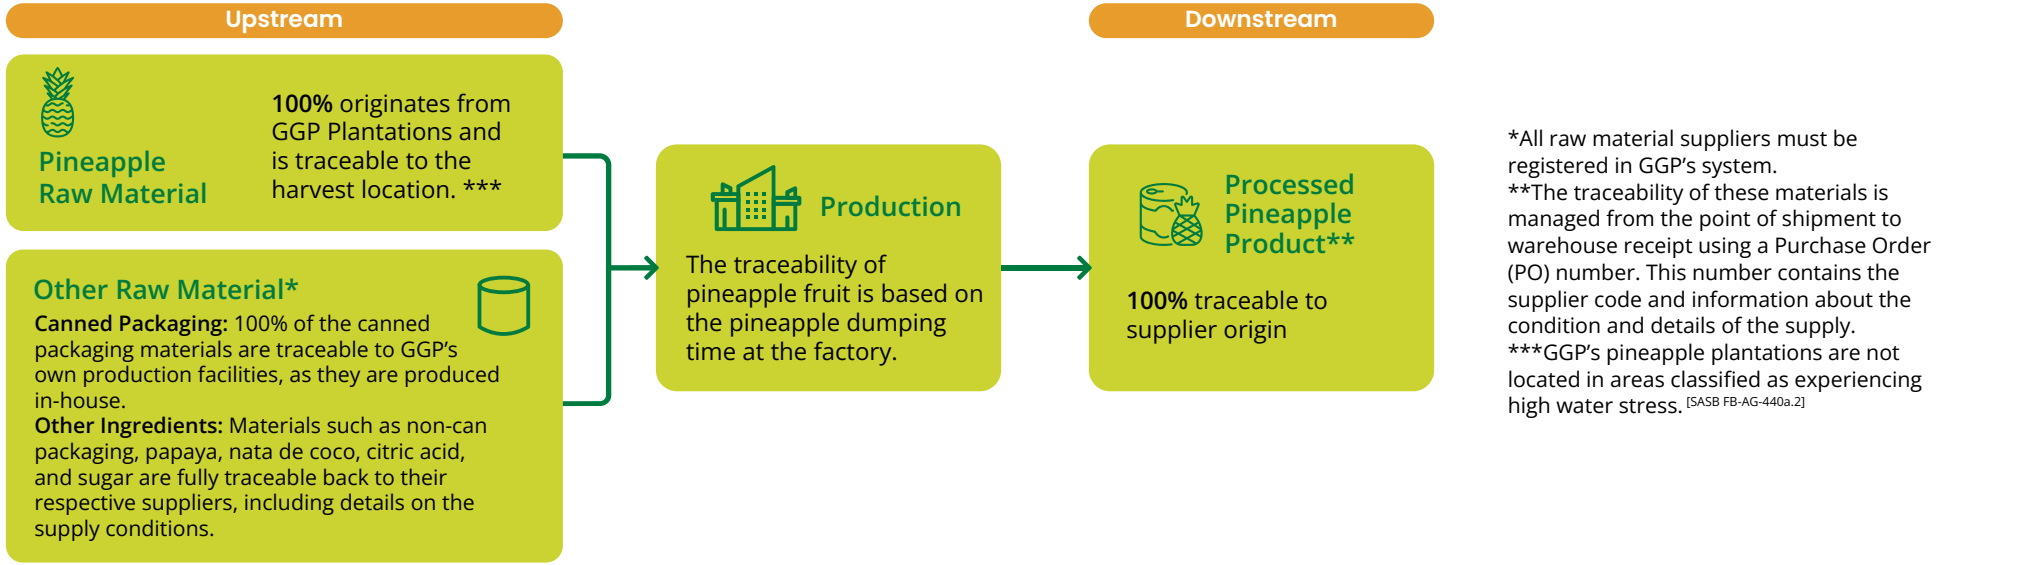 Upstream
Pineapple
Raw Material
100% originates from
GGP Plantations and
is traceable to the
harvest location. ***
Other Raw Material*
Canned Packaging: 100% of the canned
packaging materials are traceable to GGP’s
own production facilities, as they are produced
in-house.
Other Ingredients: Materials such as non-can
packaging, papaya, nata de coco, citric acid,
and sugar are fully traceable back to their
respective suppliers, including details on the
supply conditions.
Production
The traceability of
pineapple fruit is based on
the pineapple dumping
time at the factory.
Downstream
Processed
Pineapple
Product**
100% traceable to
supplier origin
*All raw material suppliers must be
registered in GGP’s system.
**The traceability of these materials is
managed from the point of shipment to
warehouse receipt using a Purchase Order
(PO) number. This number contains the
supplier code and information about the
condition and details of the supply.
***GGP’s pineapple plantations are not
located in areas classified as experiencing
high water stress. [SASB FB-AG-440a.2]